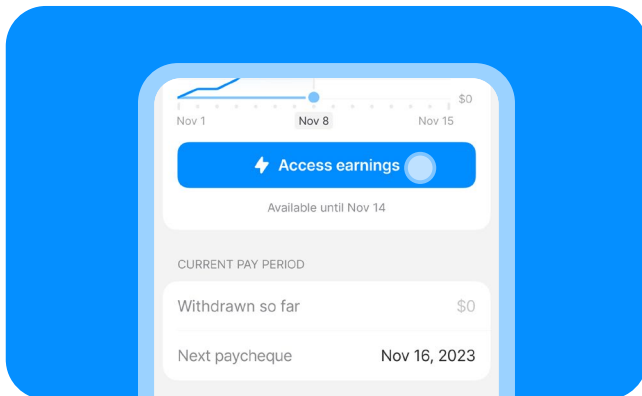 $0
Nov 1 Nov 8 Nov 15
Access earnings
Available until Nov 14
CURRENT PAY PERIOD
Withdrawn so far $0
Next paycheque Nov 16, 2023